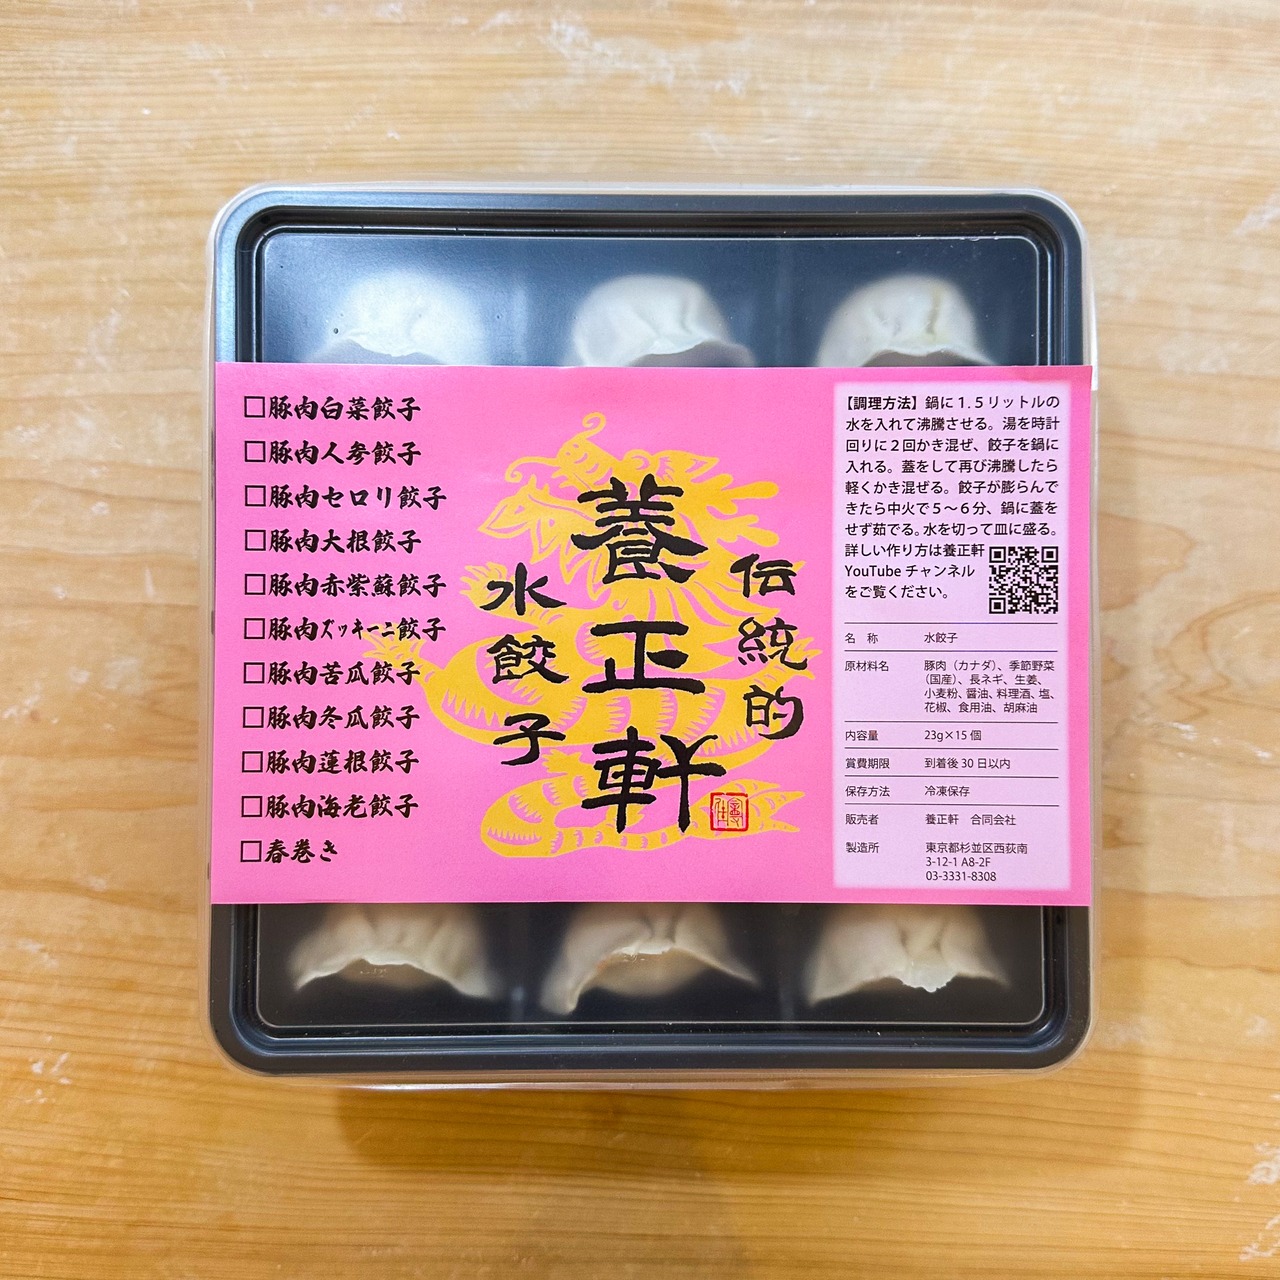 □豚肉白菜餃子
□豚肉人参餃子
□豚肉セロリ餃子
□豚肉大根餃子
□豚肉赤紫蘇餃子
□豚肉ズッキーニ餃子
□豚肉苦瓜餃子
□豚肉冬瓜餃子
□豚肉蓮根餃子
□豚肉海老餃子
□春巻き
伝統的
養正軒
水餃子
【調理方法】鍋に1.5リットルの
水を入れて沸騰させる。湯を時計
回りに2回かき混ぜ、餃子を鍋に
入れる。蓋をして再び沸騰したら
軽くかき混ぜる。餃子が膨らんで
きたら中火で5〜6分、鍋に蓋を
せず茹でる。水を切って皿に盛る。
詳しい作り方は養正軒
YouTube チャンネル
をご覧ください。
名 称 水餃子
原材料名 豚肉（カナダ）、季節野菜
（国産）、長ネギ、生姜、
小麦粉、醤油、料理酒、塩、
花椒、食用油、胡麻油
内容量 23g×15個
賞費期限 到着後30日以内
保存方法 冷凍保存
販売者 養正軒 合同会社
製造所 東京都杉並区西荻南
3-12-1 A8-2F
03-3331-8308